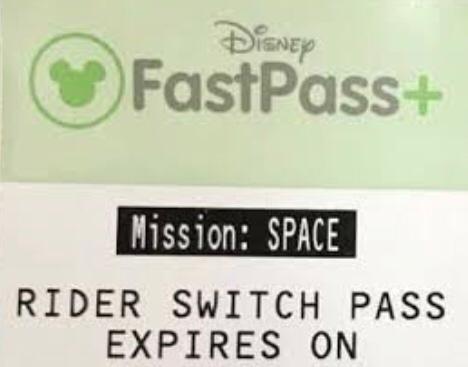 Disney
FastPass+
Mission: SPACE
RIDER SWITCH PASS
EXPIRES ON